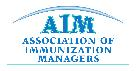 AIM
ASSOCIATION OF
IMMUNIZATION
MANAGERS